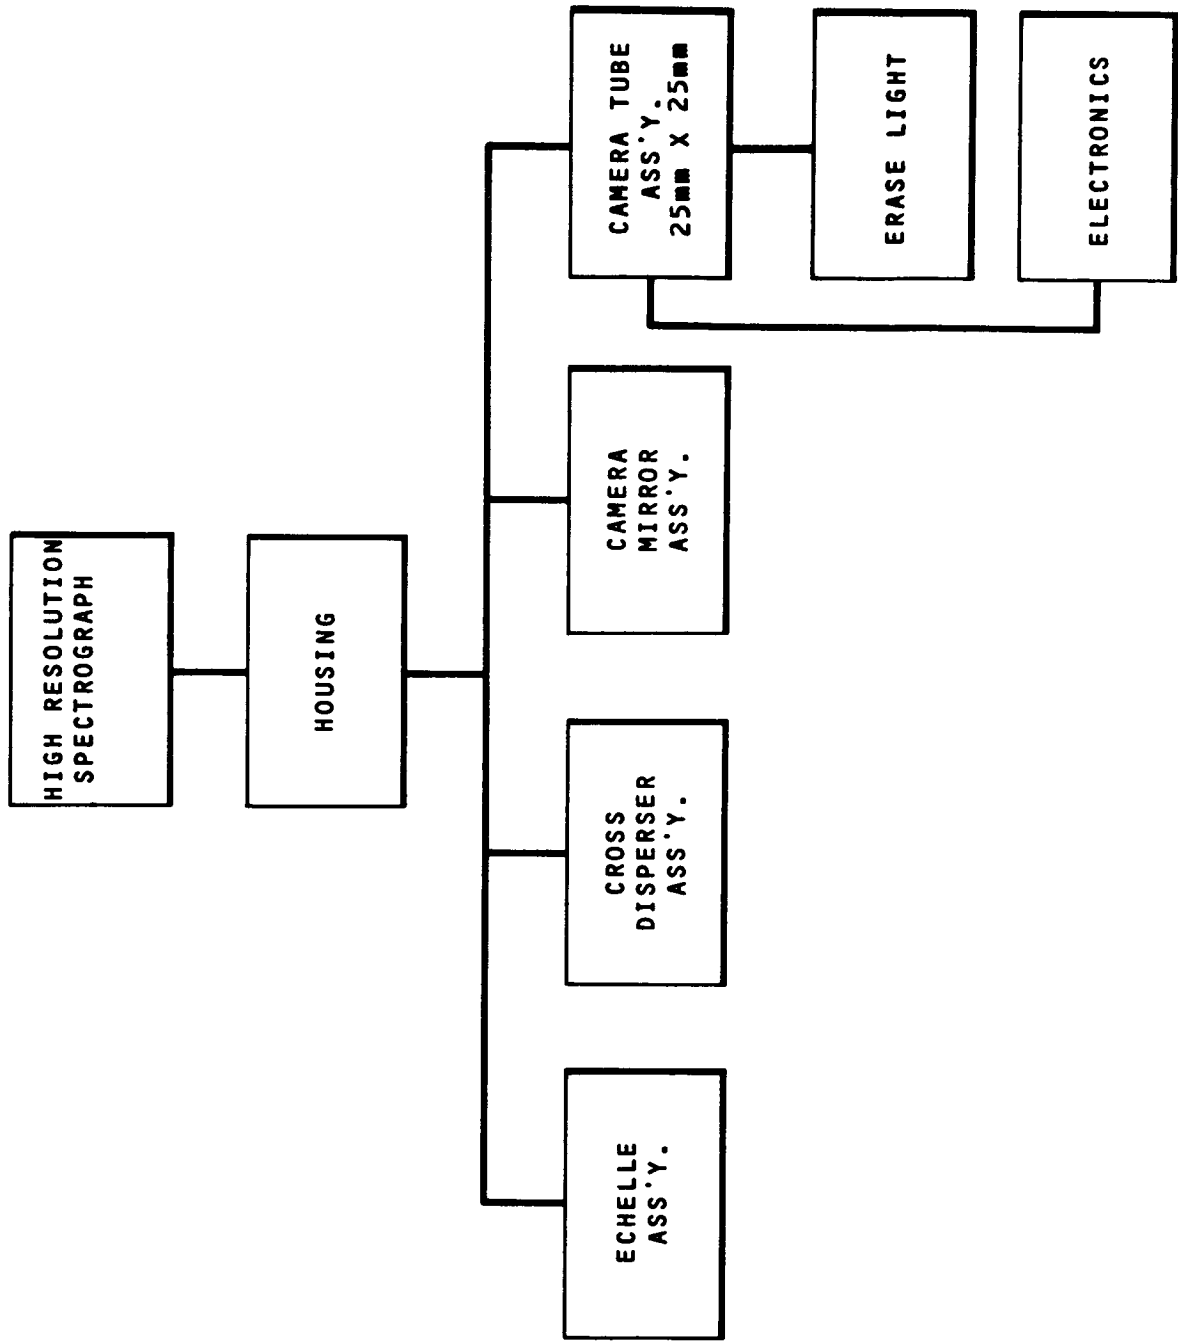 HIGH RESOLUTION
SPECTROGRAPH
HOUSING
ECHELLE
ASS'Y.
CROSS
DISPERSER
ASS'Y.
CAMERA
MIRROR
ASS'Y.
CAMERA TUBE
ASS'Y.
25mm X 25mm
ERASE LIGHT
ELECTRONICS